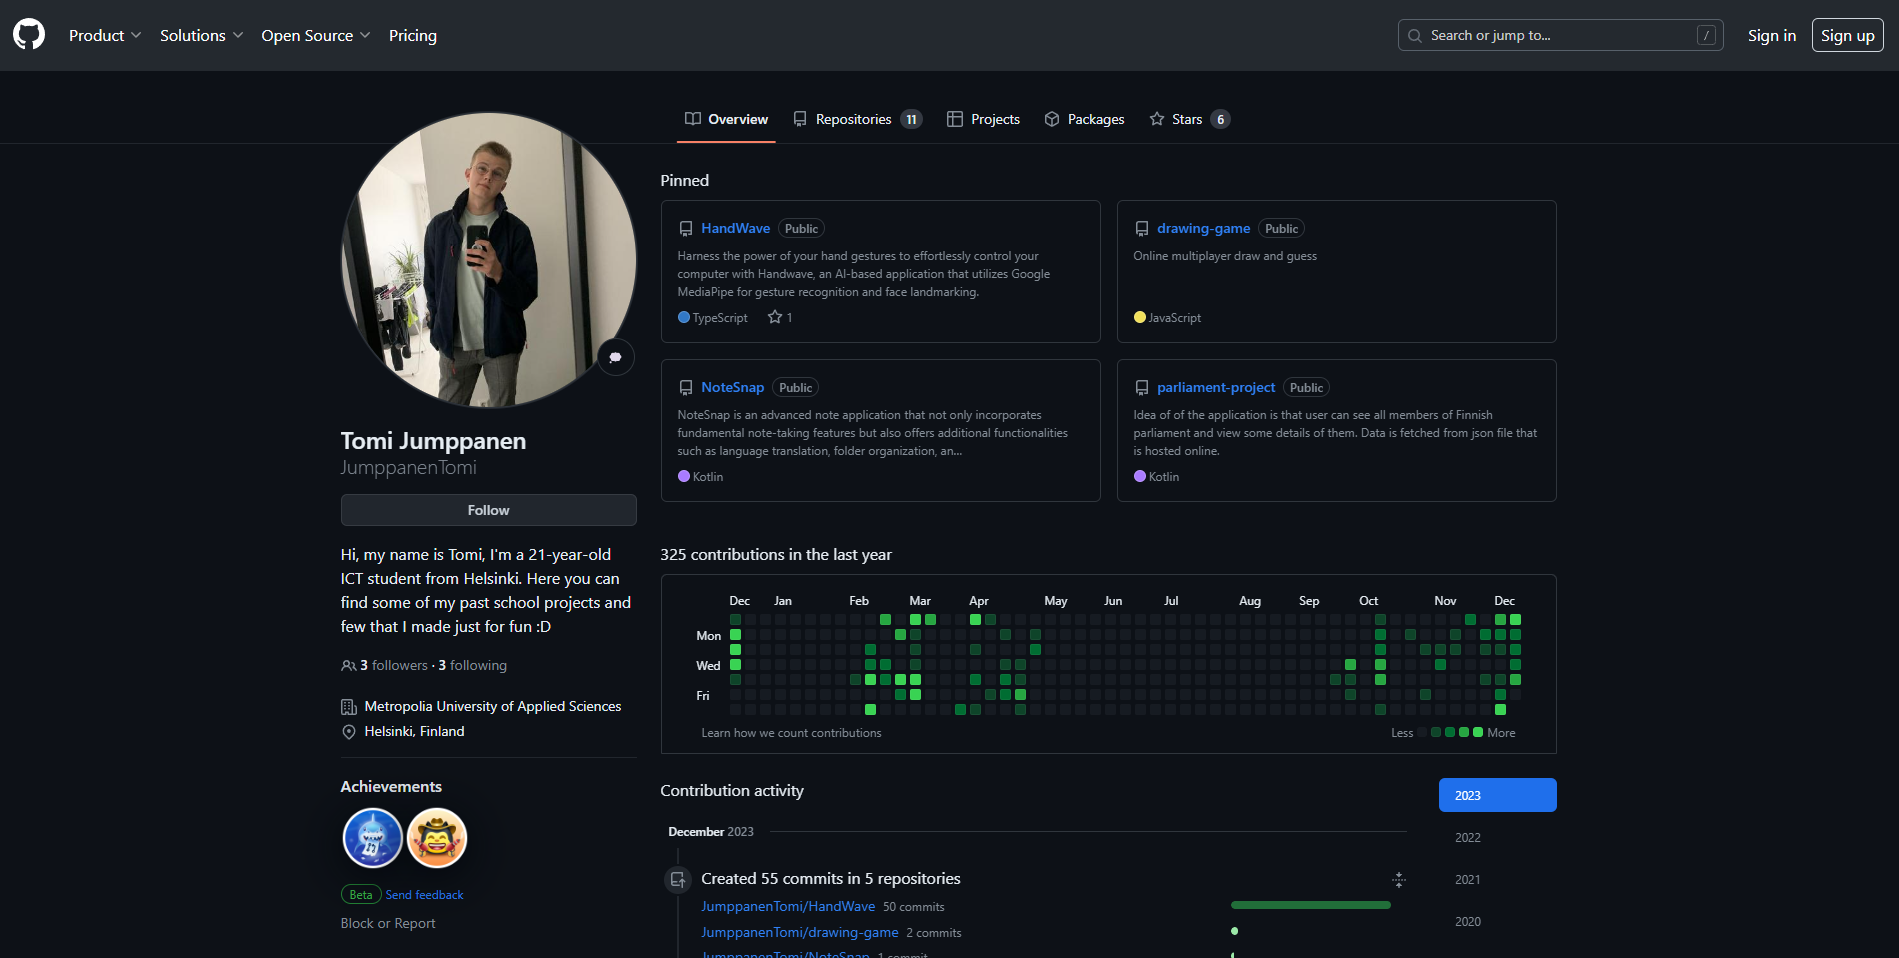 Product Solutions Open Source Pricing Search or jump to... / Sign in Sign up
Overview Repositories 11 Projects Packages Stars 6
Tomi Jumppanen
JumppanenTomi
Follow
Hi, my name is Tomi, I'm a 21-year-old
ICT student from Helsinki. Here you can
find some of my past school projects and
few that I made just for fun :D
3 followers · 3 following
Metropolia University of Applied Sciences
Helsinki, Finland
Achievements
Beta Send feedback
Block or Report
Pinned
HandWave Public
Harness the power of your hand gestures to effortlessly control your
computer with Handwave, an AI-based application that utilizes Google
MediaPipe for gesture recognition and face landmarking.
TypeScript 1
drawing-game Public
Online multiplayer draw and guess
JavaScript
NoteSnap Public
NoteSnap is an advanced note application that not only incorporates
fundamental note-taking features but also offers additional functionalities
such as language translation, folder organization, an...
Kotlin
parliament-project Public
Idea of of the application is that user can see all members of Finnish
parliament and view some details of them. Data is fetched from json file that
is hosted online.
Kotlin
325 contributions in the last year
Dec Jan Feb Mar Apr May Jun Jul Aug Sep Oct Nov Dec
Mon
Wed
Fri
Learn how we count contributions Less More
Contribution activity
December 2023
Created 55 commits in 5 repositories
JumppanenTomi/HandWave 50 commits
JumppanenTomi/drawing-game 2 commits
JumppanenTomi/NoteSnap 1 commit
2023
2022
2021
2020